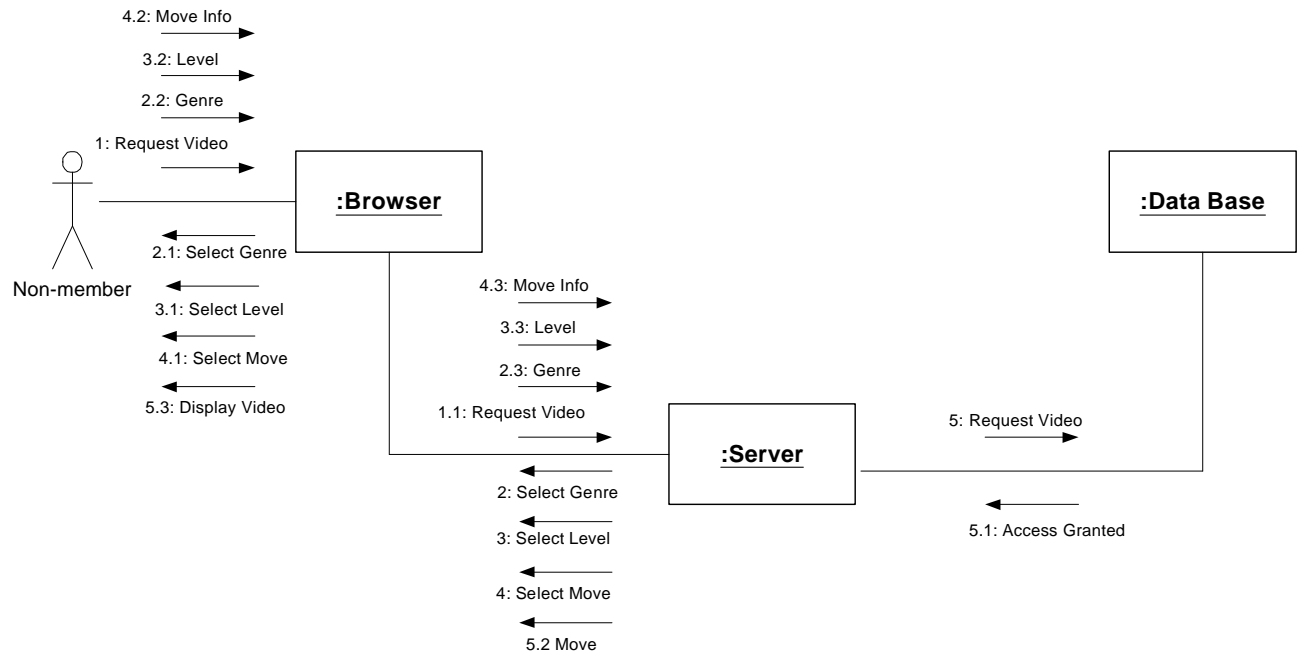 4.2: Move Info
3.2: Level
2.2: Genre
1: Request Video
:Browser
:Data Base
2.1: Select Genre
Non-member
3.1: Select Level
4.1: Select Move
5.3: Display Video
4.3: Move Info
3.3: Level
2.3: Genre
1.1: Request Video
:Server
5: Request Video
2: Select Genre
3: Select Level
4: Select Move
5.2 Move
5.1: Access Granted